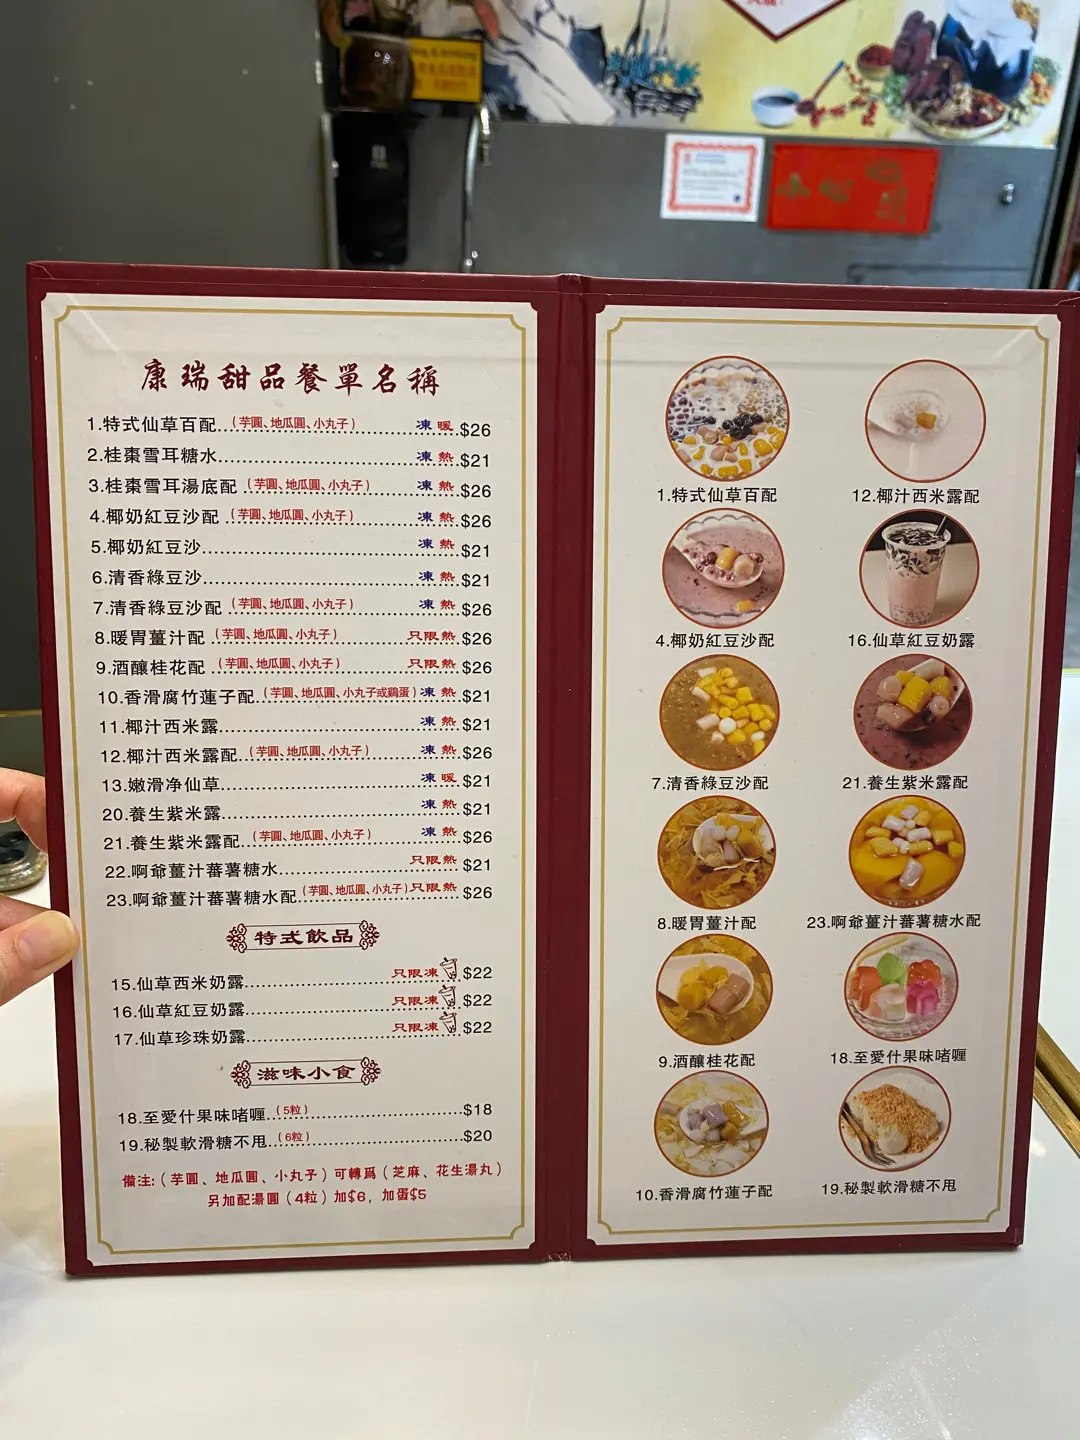 康瑞甜品餐單名稱
1.特式仙草百配...(芋圓、地瓜圓、小丸子) 凍 暖 $26
2.桂棗雪耳糖水 凍 熱 $21
3.桂棗雪耳湯底配 (芋圓、地瓜圓、小丸子) 凍 熱 $26
4.椰奶紅豆沙配 (芋圓、地瓜圓、小丸子) 凍 熱 $26
5.椰奶紅豆沙 凍 熱 $21
6.清香綠豆沙 凍 熱 $21
7.清香綠豆沙配 (芋圓、地瓜圓、小丸子) 凍 熱 $26
8.暖胃薑汁配 (芋圓、地瓜圓、小丸子) 只限熱 $26
9.酒釀桂花配 (芋圓、地瓜圓、小丸子) 只限熱 $26
10.香滑腐竹蓮子配 (芋圓、地瓜圓、小丸子或鷄蛋) 凍 熱 $21
11.椰汁西米露 凍 熱 $21
12.椰汁西米露配 (芋圓、地瓜圓、小丸子) 凍 熱 $26
13.嫩滑净仙草 凍 暖 $21
20.養生紫米露 凍 熱 $21
21.養生紫米露配 (芋圓、地瓜圓、小丸子) 凍 熱 $26
22.啊爺薑汁蕃薯糖水 只限熱 $21
23.啊爺薑汁蕃薯糖水配 (芋圓、地瓜圓、小丸子) 只限熱 $26
特式飲品
15.仙草西米奶露 只限凍 $22
16.仙草紅豆奶露 只限凍 $22
17.仙草珍珠奶露 只限凍 $22
滋味小食
18.至愛什果味啫喱 (5粒) $18
19.秘製軟滑糖不甩 (6粒) $20
備注:(芋圓、地瓜圓、小丸子)可轉爲(芝麻、花生湯丸)
另加配湯圓(4粒)加$6，加蛋$5
1.特式仙草百配
12.椰汁西米露配
4.椰奶紅豆沙配
16.仙草紅豆奶露
7.清香綠豆沙配
21.養生紫米露配
8.暖胃薑汁配
23.啊爺薑汁蕃薯糖水配
9.酒釀桂花配
18.至愛什果味啫喱
10.香滑腐竹蓮子配
19.秘製軟滑糖不甩